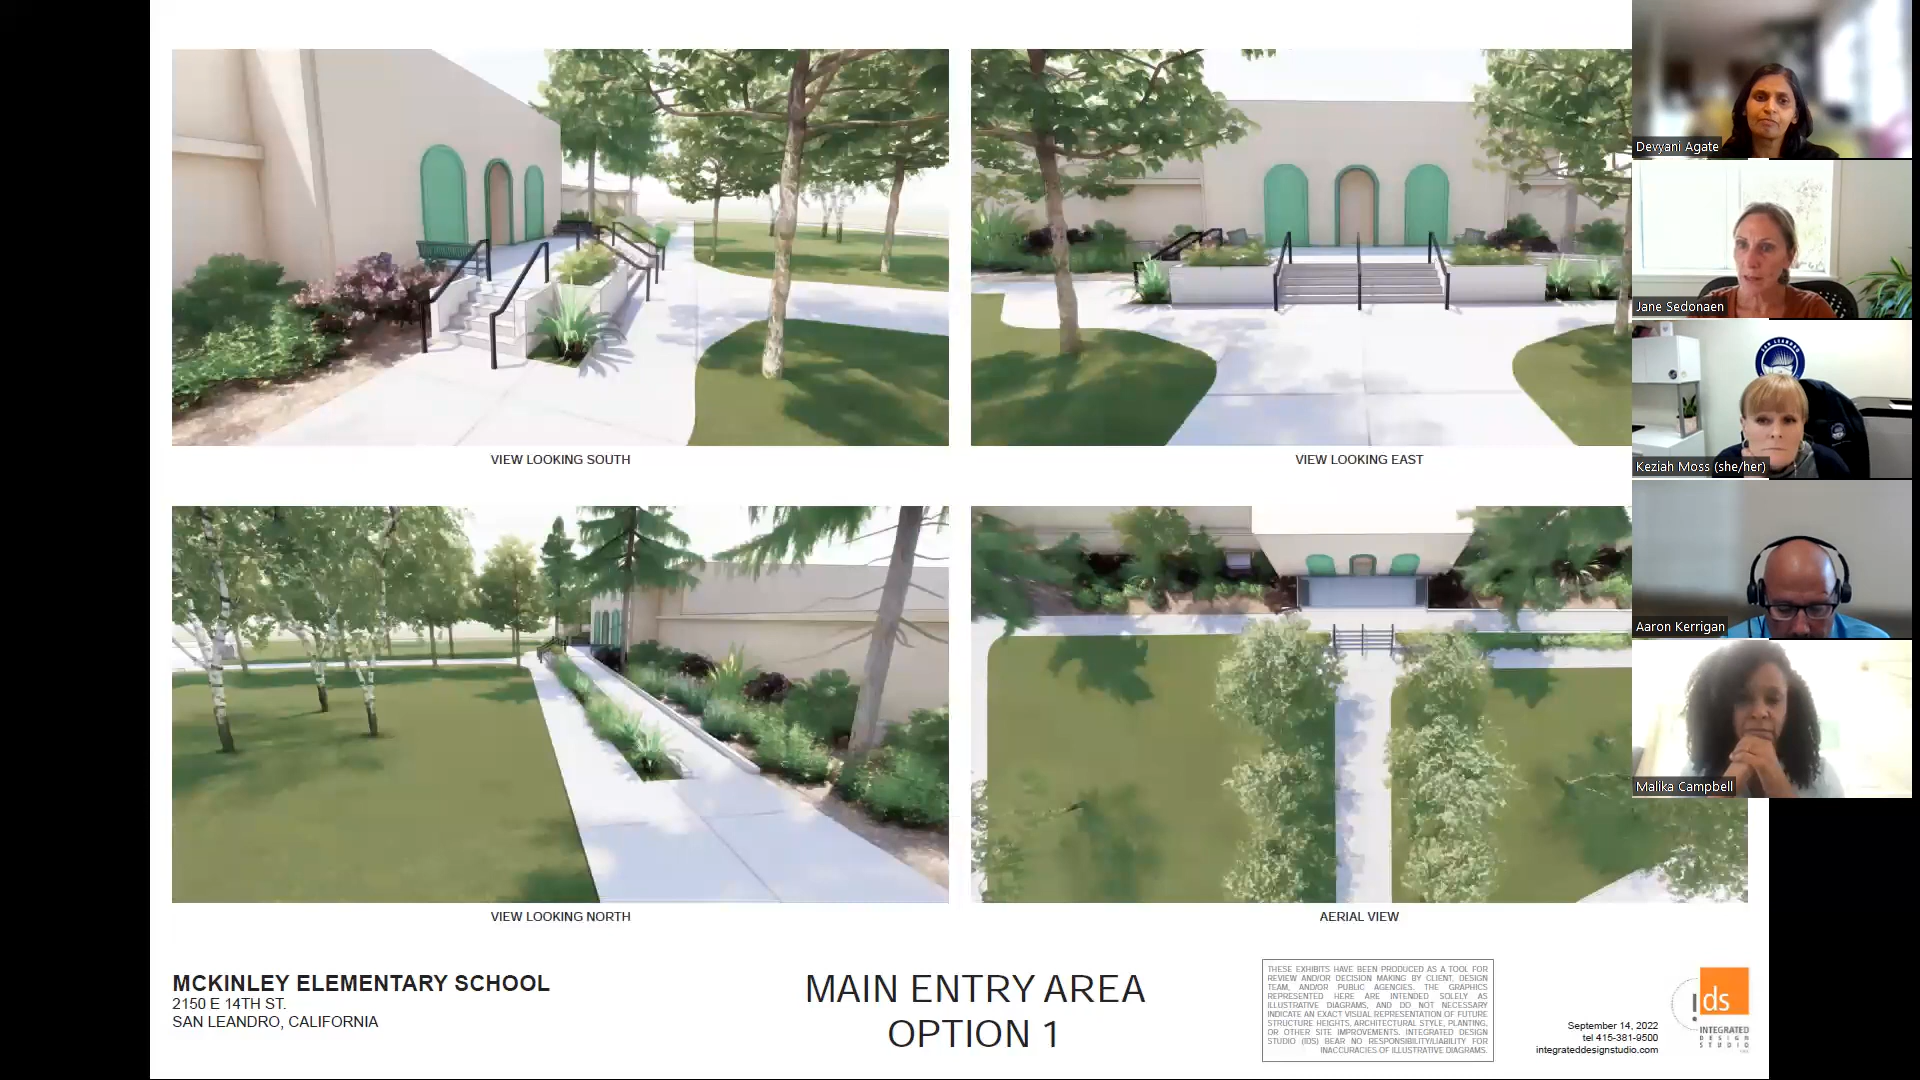 VIEW LOOKING SOUTH
VIEW LOOKING EAST
VIEW LOOKING NORTH
AERIAL VIEW
MCKINLEY ELEMENTARY SCHOOL
2150 E 14TH ST.
SAN LEANDRO, CALIFORNIA
MAIN ENTRY AREA
OPTION 1
THESE EXHIBITS HAVE BEEN PRODUCED AS A TOOL FOR
REVIEW AND/OR DECISION MAKING BY CLIENT, DESIGN
TEAM, AND/OR PUBLIC AGENCIES. THE GRAPHICS
REPRESENTED HERE ARE INTENDED SOLELY AS
ILLUSTRATIVE DIAGRAMS, AND DO NOT NECESSARY
INDICATE AN EXACT VISUAL REPRESENTATION OF FUTURE
STRUCTURE HEIGHTS, ARCHITECTURAL STYLE, PLANTING,
OR OTHER SITE IMPROVEMENTS. INTEGRATED DESIGN
STUDIO (IDS) BEAR NO RESPONSIBILITY/LIABILITY FOR
INACCURACIES OF ILLUSTRATIVE DIAGRAMS.
September 14, 2022
tel 415-381-9500
integrateddesignstudio.com
ids
INTEGRATED
DESIGN
STUDIO
Devyani Agate
Jane Sedonaen
Keziah Moss (she/her)
Aaron Kerrigan
Malika Campbell